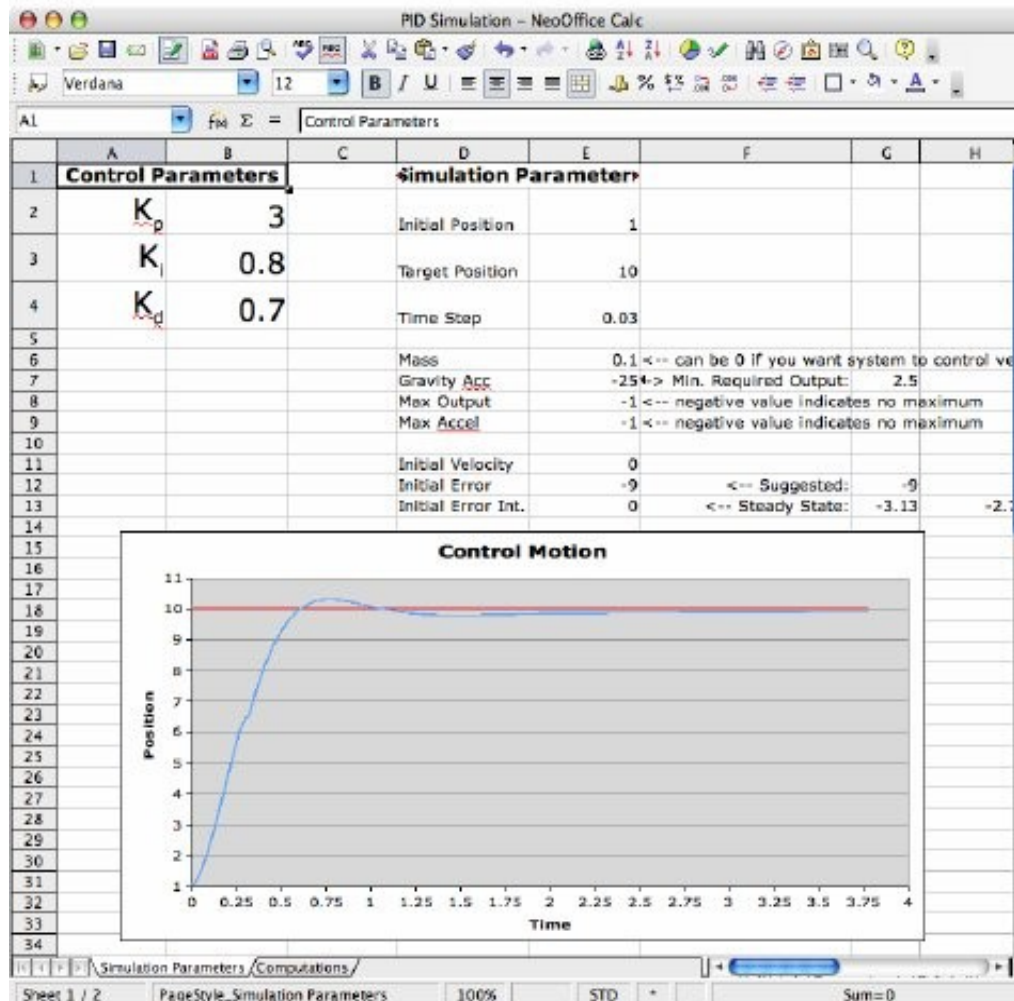 PID Simulation – NeoOffice Calc
Verdana 12 B I U
A1 f(x) Σ = Control Parameters
A B C D E F G H
1 Control Parameters Simulation Parameter
2 Kp 3 Initial Position 1
3 Ki 0.8 Target Position 10
4 Kd 0.7 Time Step 0.03
5
6 Mass 0.1 <-- can be 0 if you want system to control ve
7 Gravity Acc -25 -> Min. Required Output: 2.5
8 Max Output -1 <-- negative value indicates no maximum
9 Max Accel -1 <-- negative value indicates no maximum
10
11 Initial Velocity 0
12 Initial Error -9 <-- Suggested: -9
13 Initial Error Int. 0 <-- Steady State: -3.13
14
15 Control Motion
16
17 11
18 10
19 9
20
21 8
22 7
23
24 6
25 5
26
27 4
28 3
29
30 2
31 1
32 0 0.25 0.5 0.75 1 1.25 1.5 1.75 2 2.25 2.5 2.75 3 3.25 3.5 3.75 4
33 Time
34
Position
Simulation Parameters Computations
Sheet 1 / 2 PageStyle_Simulation Parameters 100% STD * Sum=0